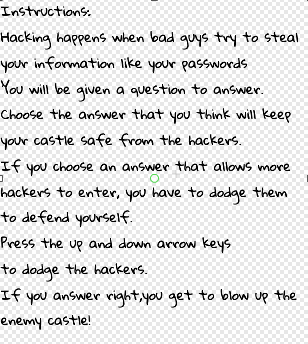 Instructions:
Hacking happens when bad guys try to steal
your information like your passwords
You will be given a question to answer.
Choose the answer that you think will keep
your castle safe from the hackers.
If you choose an answer that allows more
hackers to enter, you have to dodge them
to defend yourself.
Press the up and down arrow keys
to dodge the hackers.
If you answer right,you get to blow up the
enemy castle!